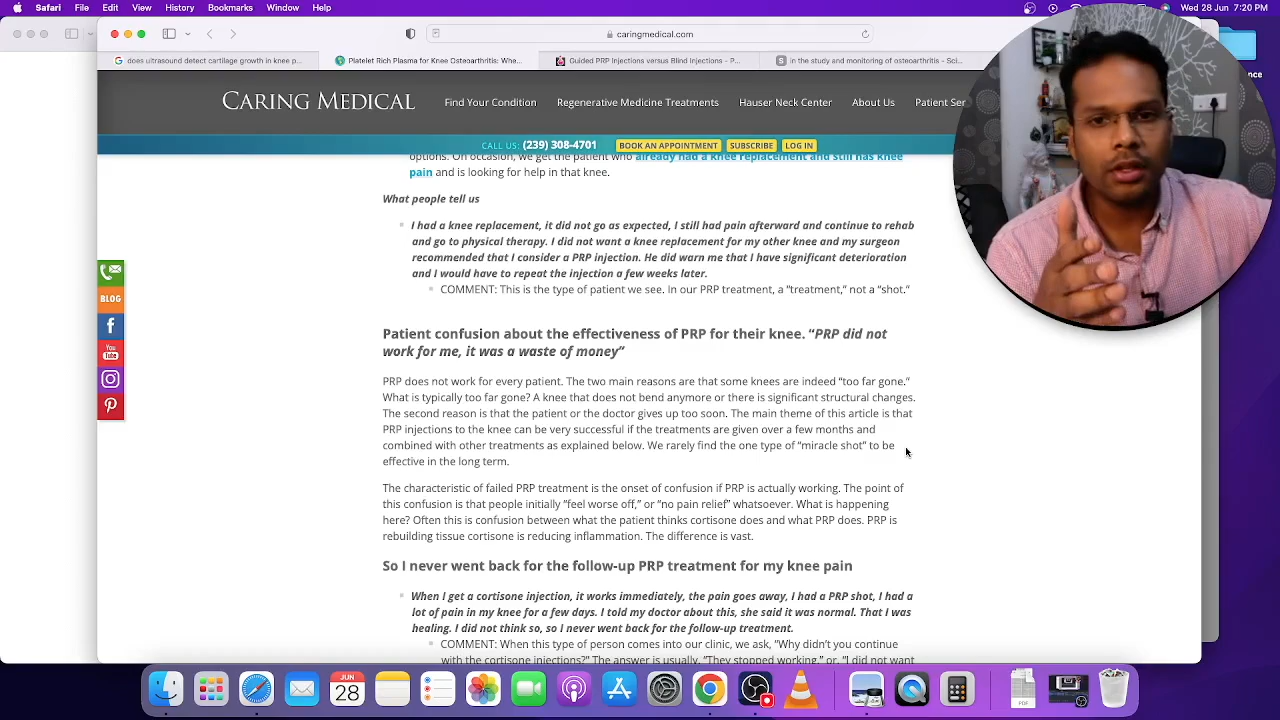 Safari File Edit View History Bookmarks Window Help
Wed 28 Jun 7:20 PM
caringmedical.com
does ultrasound detect cartilage growth in knee p...
Platelet Rich Plasma for Knee Osteoarthritis: Whe...
Guided PRP Injections versus Blind Injections - P...
in the study and monitoring of osteoarthritis - Sci...
CARING MEDICAL
Find Your Condition Regenerative Medicine Treatments Hauser Neck Center About Us Patient Ser
CALL US: (239) 308-4701 BOOK AN APPOINTMENT SUBSCRIBE LOG IN
options. On occasion, we get the patient who already had a knee replacement and still has knee
pain and is looking for help in that knee.
What people tell us
I had a knee replacement, it did not go as expected, I still had pain afterward and continue to rehab
and go to physical therapy. I did not want a knee replacement for my other knee and my surgeon
recommended that I consider a PRP injection. He did warn me that I have significant deterioration
and I would have to repeat the injection a few weeks later.
COMMENT: This is the type of patient we see. In our PRP treatment, a “treatment,” not a “shot.”
BLOG
You
Tube
Patient confusion about the effectiveness of PRP for their knee. “PRP did not
work for me, it was a waste of money”
PRP does not work for every patient. The two main reasons are that some knees are indeed “too far gone.”
What is typically too far gone? A knee that does not bend anymore or there is significant structural changes.
The second reason is that the patient or the doctor gives up too soon. The main theme of this article is that
PRP injections to the knee can be very successful if the treatments are given over a few months and
combined with other treatments as explained below. We rarely find the one type of “miracle shot” to be
effective in the long term.
The characteristic of failed PRP treatment is the onset of confusion if PRP is actually working. The point of
this confusion is that people initially “feel worse off,” or “no pain relief” whatsoever. What is happening
here? Often this is confusion between what the patient thinks cortisone does and what PRP does. PRP is
rebuilding tissue cortisone is reducing inflammation. The difference is vast.
So I never went back for the follow-up PRP treatment for my knee pain
When I get a cortisone injection, it works immediately, the pain goes away, I had a PRP shot, I had a
lot of pain in my knee for a few days. I told my doctor about this, she said it was normal. That I was
healing. I did not think so, so I never went back for the follow-up treatment.
COMMENT: When this type of person comes into our clinic, we ask, “Why didn’t you continue
with the cortisone injections?” The answer is usually, “They stopped working,” or, “I did not want
JUN
28
PDF